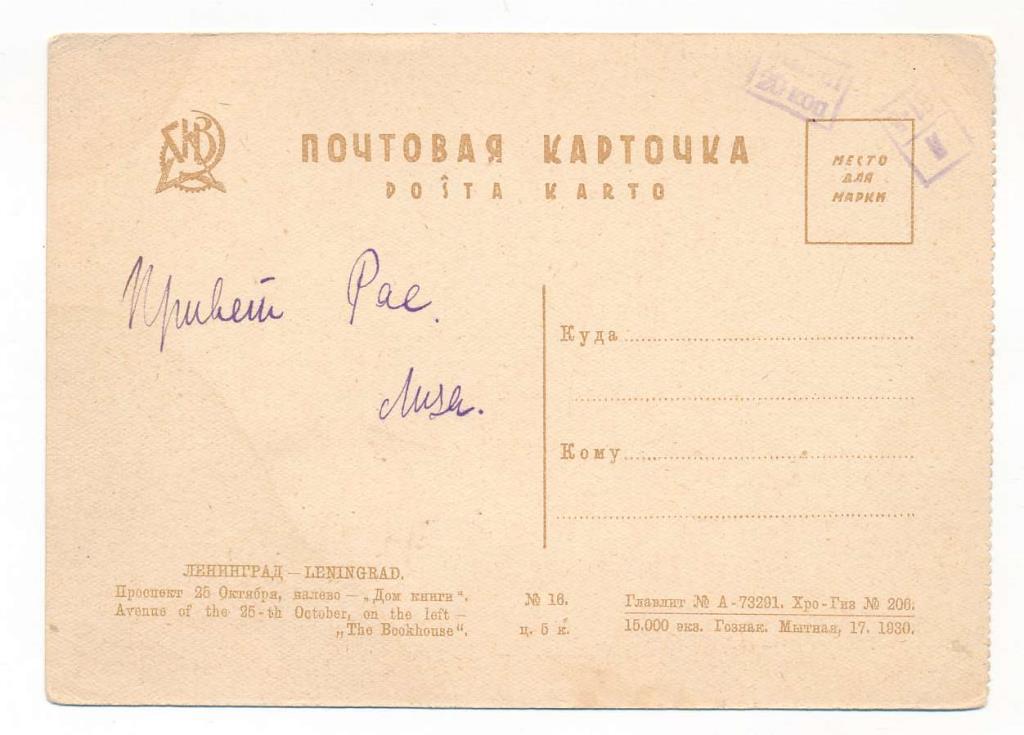 20 коп
ПОЧТОВАЯ КАРТОЧКА
POŜTA KARTO
МЕСТО
ДЛЯ
МАРКИ
Привет Рае.
Лиза.
Куда
Кому
ЛЕНИНГРАД — LENINGRAD.
Проспект 25 Октября, налево — „Дом книги“.
Avenue of the 25-th October, on the left —
„The Bookhouse“.
№ 16.
ц. 5 к.
Главлит № А-73291. Хро-Гиз № 206.
15.000 экз. Гознак. Мытная, 17. 1930.